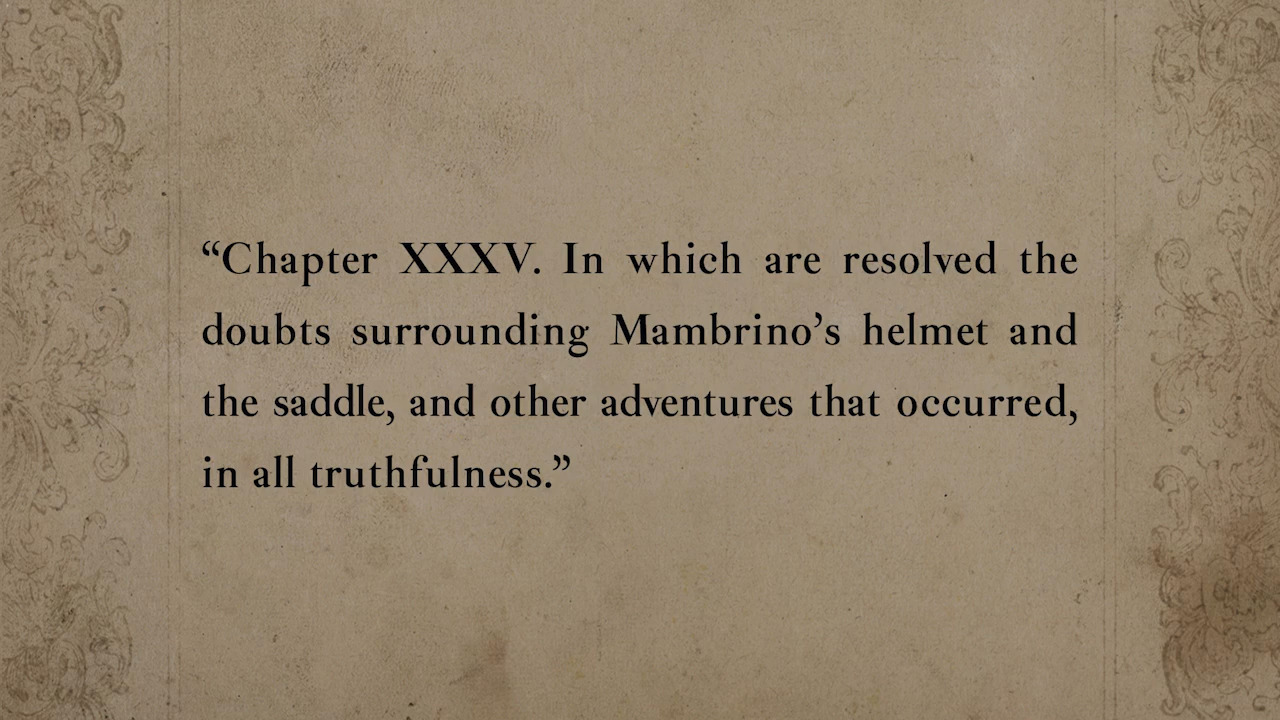 “Chapter XXXV. In which are resolved the
doubts surrounding Mambrino’s helmet and
the saddle, and other adventures that occurred,
in all truthfulness.”